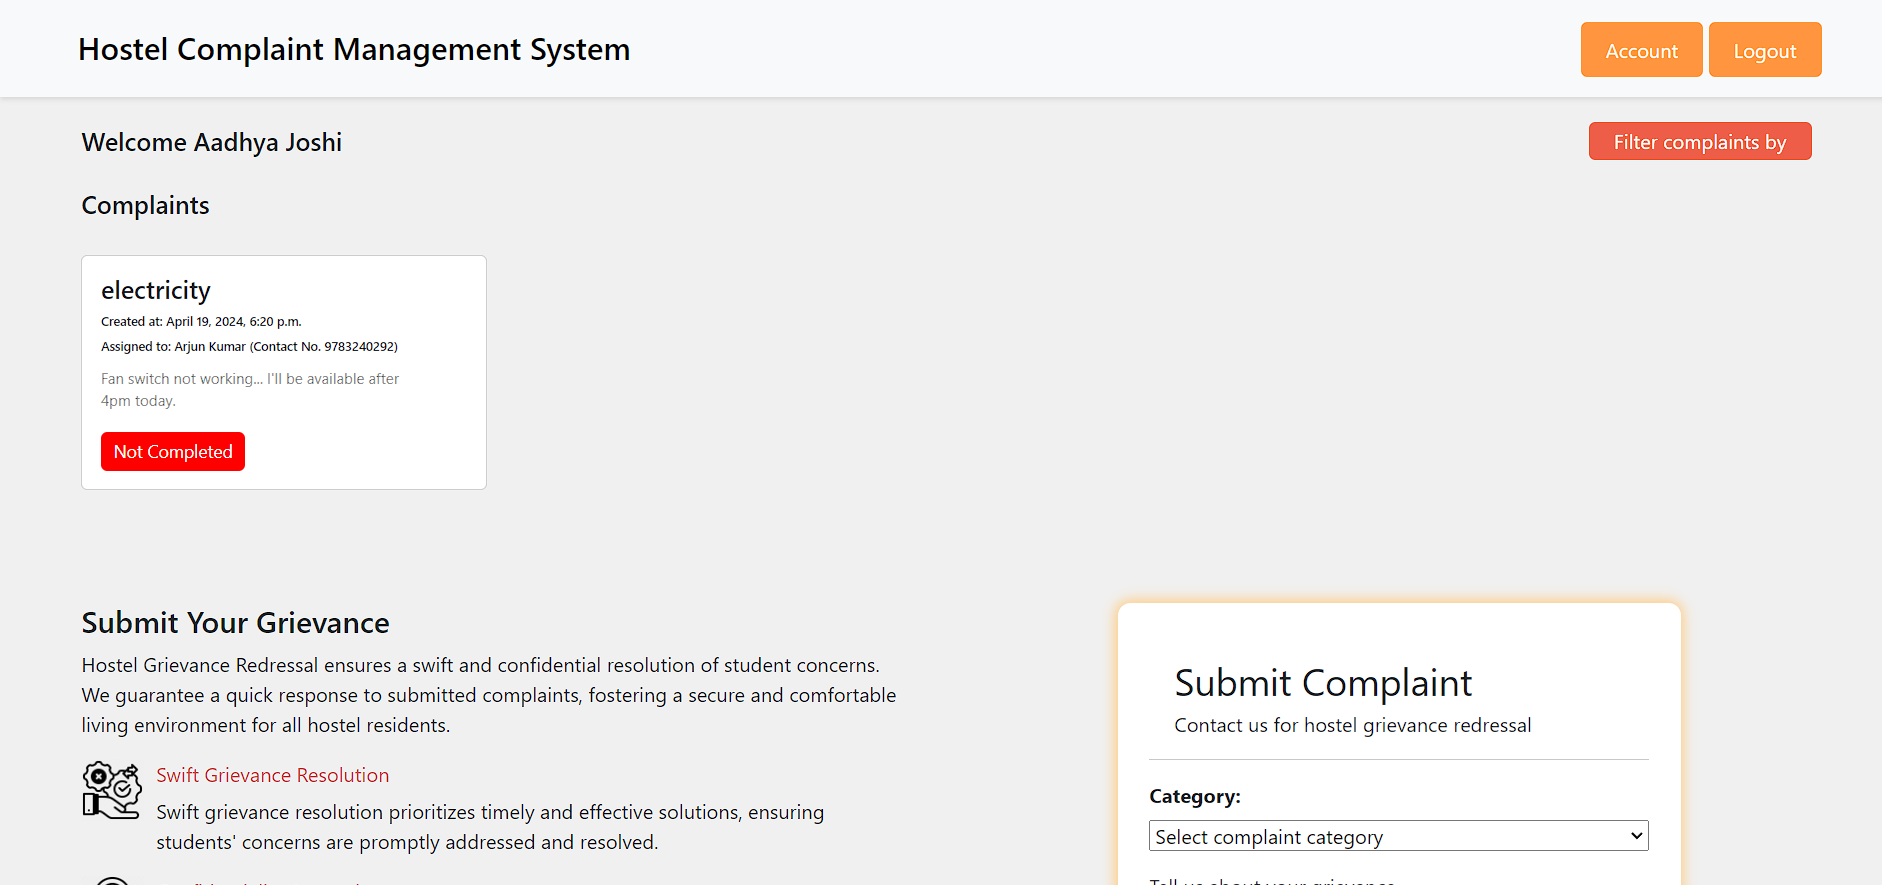 Hostel Complaint Management System
Account
Logout
Welcome Aadhya Joshi
Filter complaints by
Complaints
electricity
Created at: April 19, 2024, 6:20 p.m.
Assigned to: Arjun Kumar (Contact No. 9783240292)
Fan switch not working... I'll be available after
4pm today.
Not Completed
Submit Your Grievance
Hostel Grievance Redressal ensures a swift and confidential resolution of student concerns.
We guarantee a quick response to submitted complaints, fostering a secure and comfortable
living environment for all hostel residents.
Swift Grievance Resolution
Swift grievance resolution prioritizes timely and effective solutions, ensuring
students' concerns are promptly addressed and resolved.
Submit Complaint
Contact us for hostel grievance redressal
Category:
Select complaint category
Tell us about your grievance